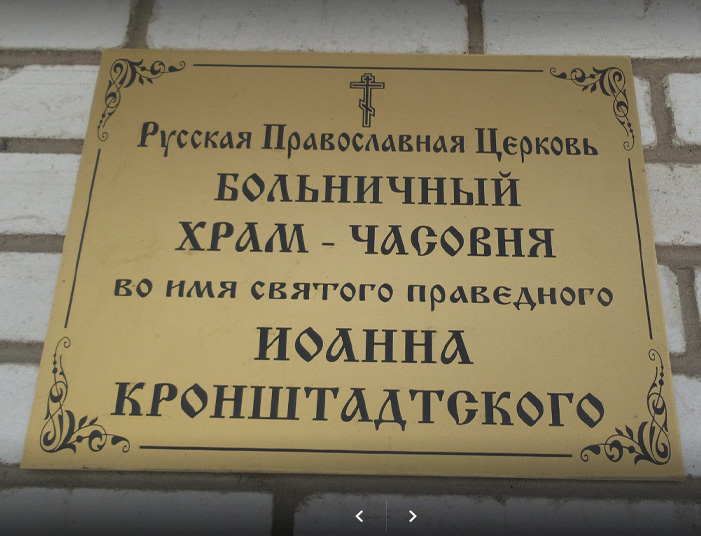 Русская Православная Церковь
БОЛЬНИЧНЫЙ
ХРАМ - ЧАСОВНЯ
во имя святого праведного
ИОАННА
КРОНШТАДТСКОГО